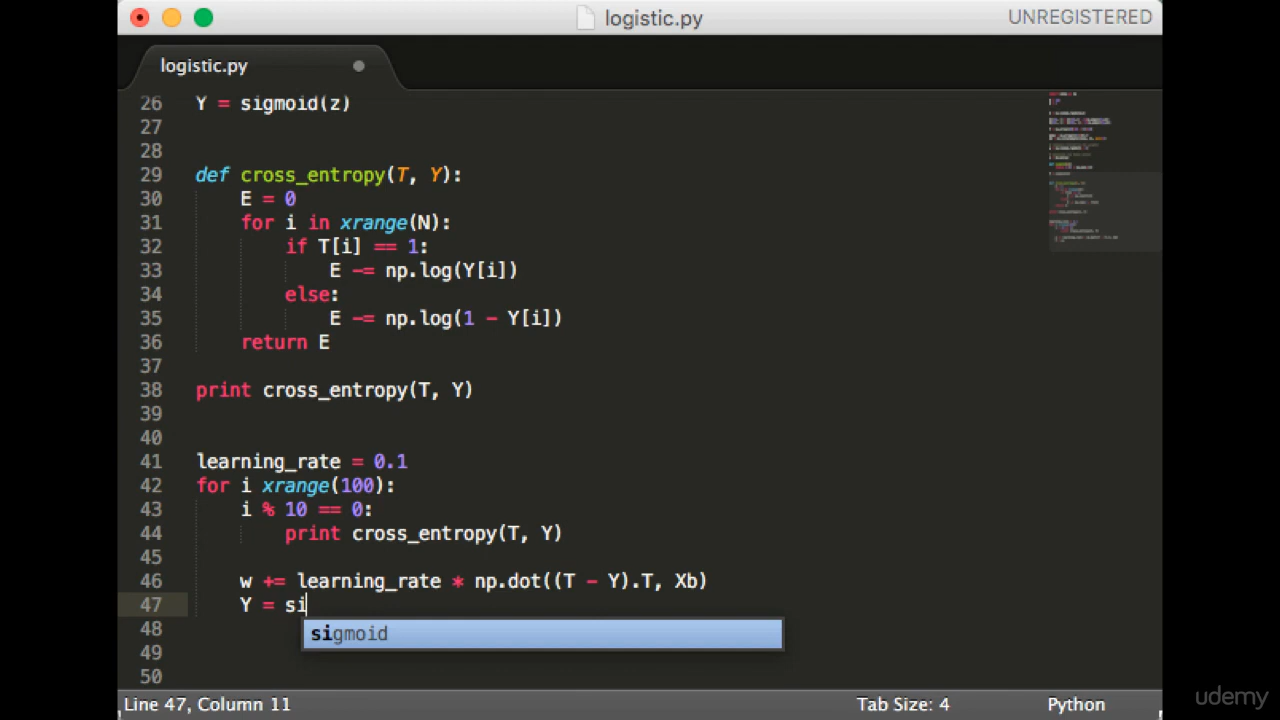 logistic.py
UNREGISTERED
logistic.py
26 Y = sigmoid(z)
27
28
29 def cross_entropy(T, Y):
30     E = 0
31     for i in xrange(N):
32         if T[i] == 1:
33             E -= np.log(Y[i])
34         else:
35             E -= np.log(1 - Y[i])
36     return E
37
38 print cross_entropy(T, Y)
39
40
41 learning_rate = 0.1
42 for i xrange(100):
43     i % 10 == 0:
44         print cross_entropy(T, Y)
45
46     w += learning_rate * np.dot((T - Y).T, Xb)
47     Y = si
sigmoid
48
49
50
Line 47, Column 11
Tab Size: 4
Python
udemy